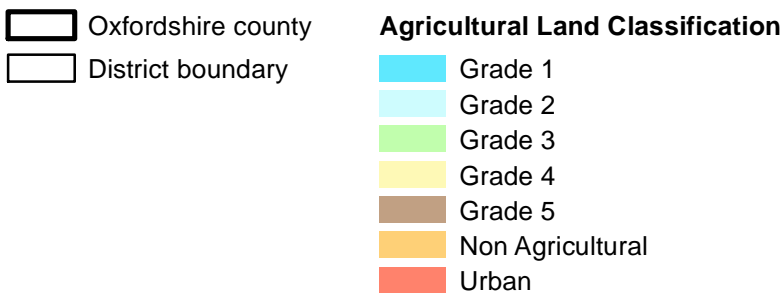 Oxfordshire county
District boundary
Agricultural Land Classification
Grade 1
Grade 2
Grade 3
Grade 4
Grade 5
Non Agricultural
Urban